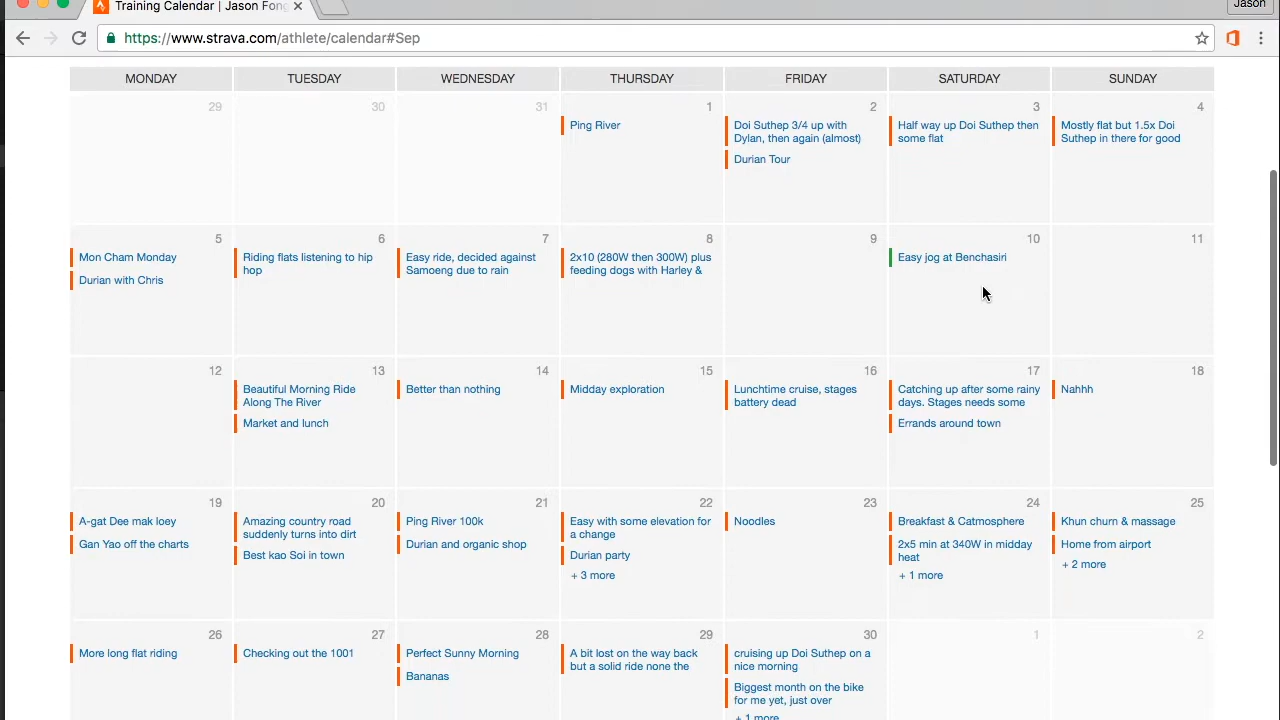 Training Calendar | Jason Fong
Jason
https://www.strava.com/athlete/calendar#Sep
MONDAY TUESDAY WEDNESDAY THURSDAY FRIDAY SATURDAY SUNDAY
29 30 31 1 2 3 4
Ping River
Doi Suthep 3/4 up with
Dylan, then again (almost)
Durian Tour
Half way up Doi Suthep then
some flat
Mostly flat but 1.5x Doi
Suthep in there for good
5 6 7 8 9 10 11
Mon Cham Monday
Durian with Chris
Riding flats listening to hip
hop
Easy ride, decided against
Samoeng due to rain
2x10 (280W then 300W) plus
feeding dogs with Harley &
Easy jog at Benchasiri
12 13 14 15 16 17 18
Beautiful Morning Ride
Along The River
Market and lunch
Better than nothing
Midday exploration
Lunchtime cruise, stages
battery dead
Catching up after some rainy
days. Stages needs some
Errands around town
Nahhh
19 20 21 22 23 24 25
A-gat Dee mak loey
Gan Yao off the charts
Amazing country road
suddenly turns into dirt
Best kao Soi in town
Ping River 100k
Durian and organic shop
Easy with some elevation for
a change
Durian party
+ 3 more
Noodles
Breakfast & Catmosphere
2x5 min at 340W in midday
heat
+ 1 more
Khun churn & massage
Home from airport
+ 2 more
26 27 28 29 30 1 2
More long flat riding
Checking out the 1001
Perfect Sunny Morning
Bananas
A bit lost on the way back
but a solid ride none the
cruising up Doi Suthep on a
nice morning
Biggest month on the bike
for me yet, just over
+ 1 more